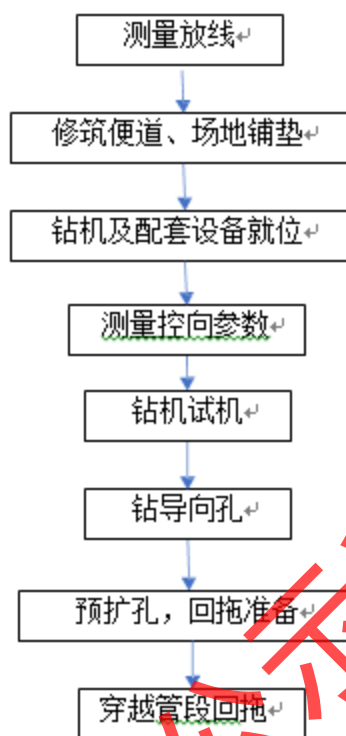 测量放线
修筑便道、场地铺垫
钻机及配套设备就位
测量控向参数
钻机试机
钻导向孔
预扩孔，回拖准备
穿越管段回拖